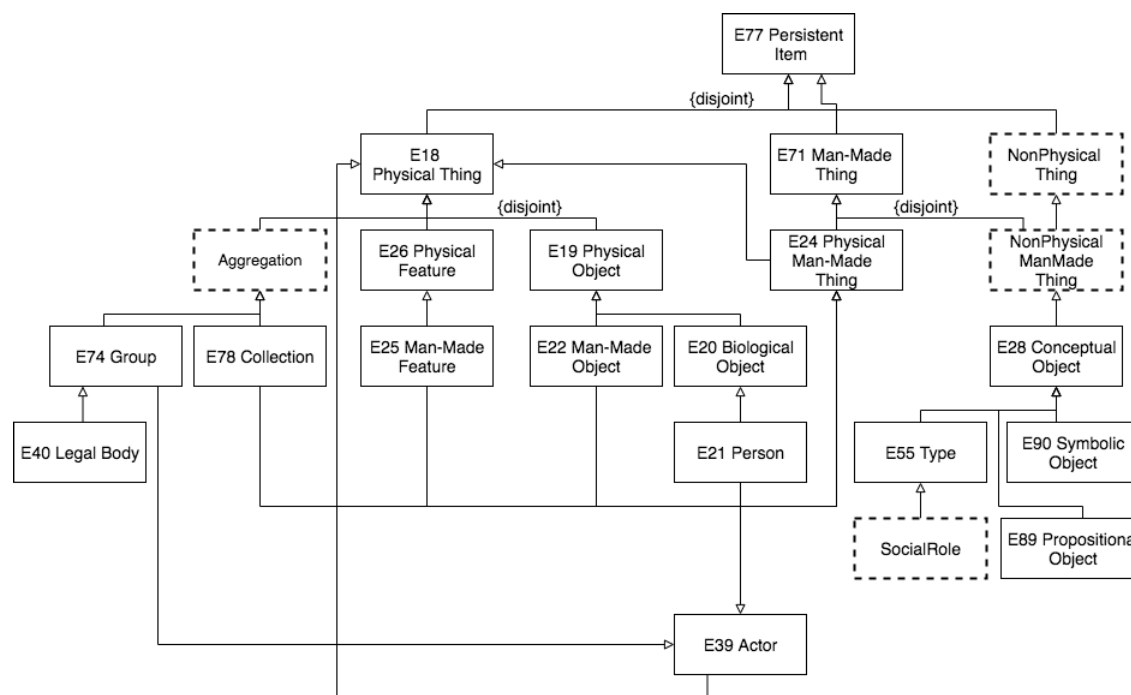 E77 Persistent
Item
{disjoint}
E18
Physical Thing
E71 Man-Made
Thing
NonPhysical
Thing
{disjoint}
{disjoint}
Aggregation
E26 Physical
Feature
E19 Physical
Object
E24 Physical
Man-Made
Thing
NonPhysical
ManMade
Thing
E74 Group
E78 Collection
E25 Man-Made
Feature
E22 Man-Made
Object
E20 Biological
Object
E28 Conceptual
Object
E40 Legal Body
E21 Person
E55 Type
E90 Symbolic
Object
SocialRole
E89 Propositiona
Object
E39 Actor